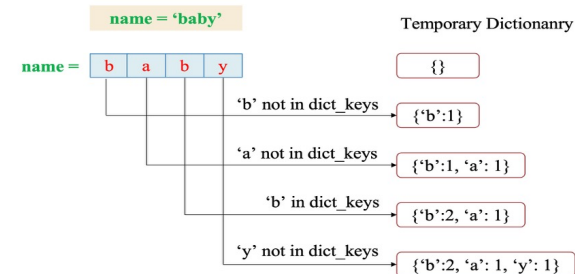 name = ‘baby’
Temporary Dictionanry
name = b a b y
{}
‘b’ not in dict_keys
{‘b’:1}
‘a’ not in dict_keys
{‘b’:1, ‘a’: 1}
‘b’ in dict_keys
{‘b’:2, ‘a’: 1}
‘y’ not in dict_keys
{‘b’:2, ‘a’: 1, ‘y’: 1}